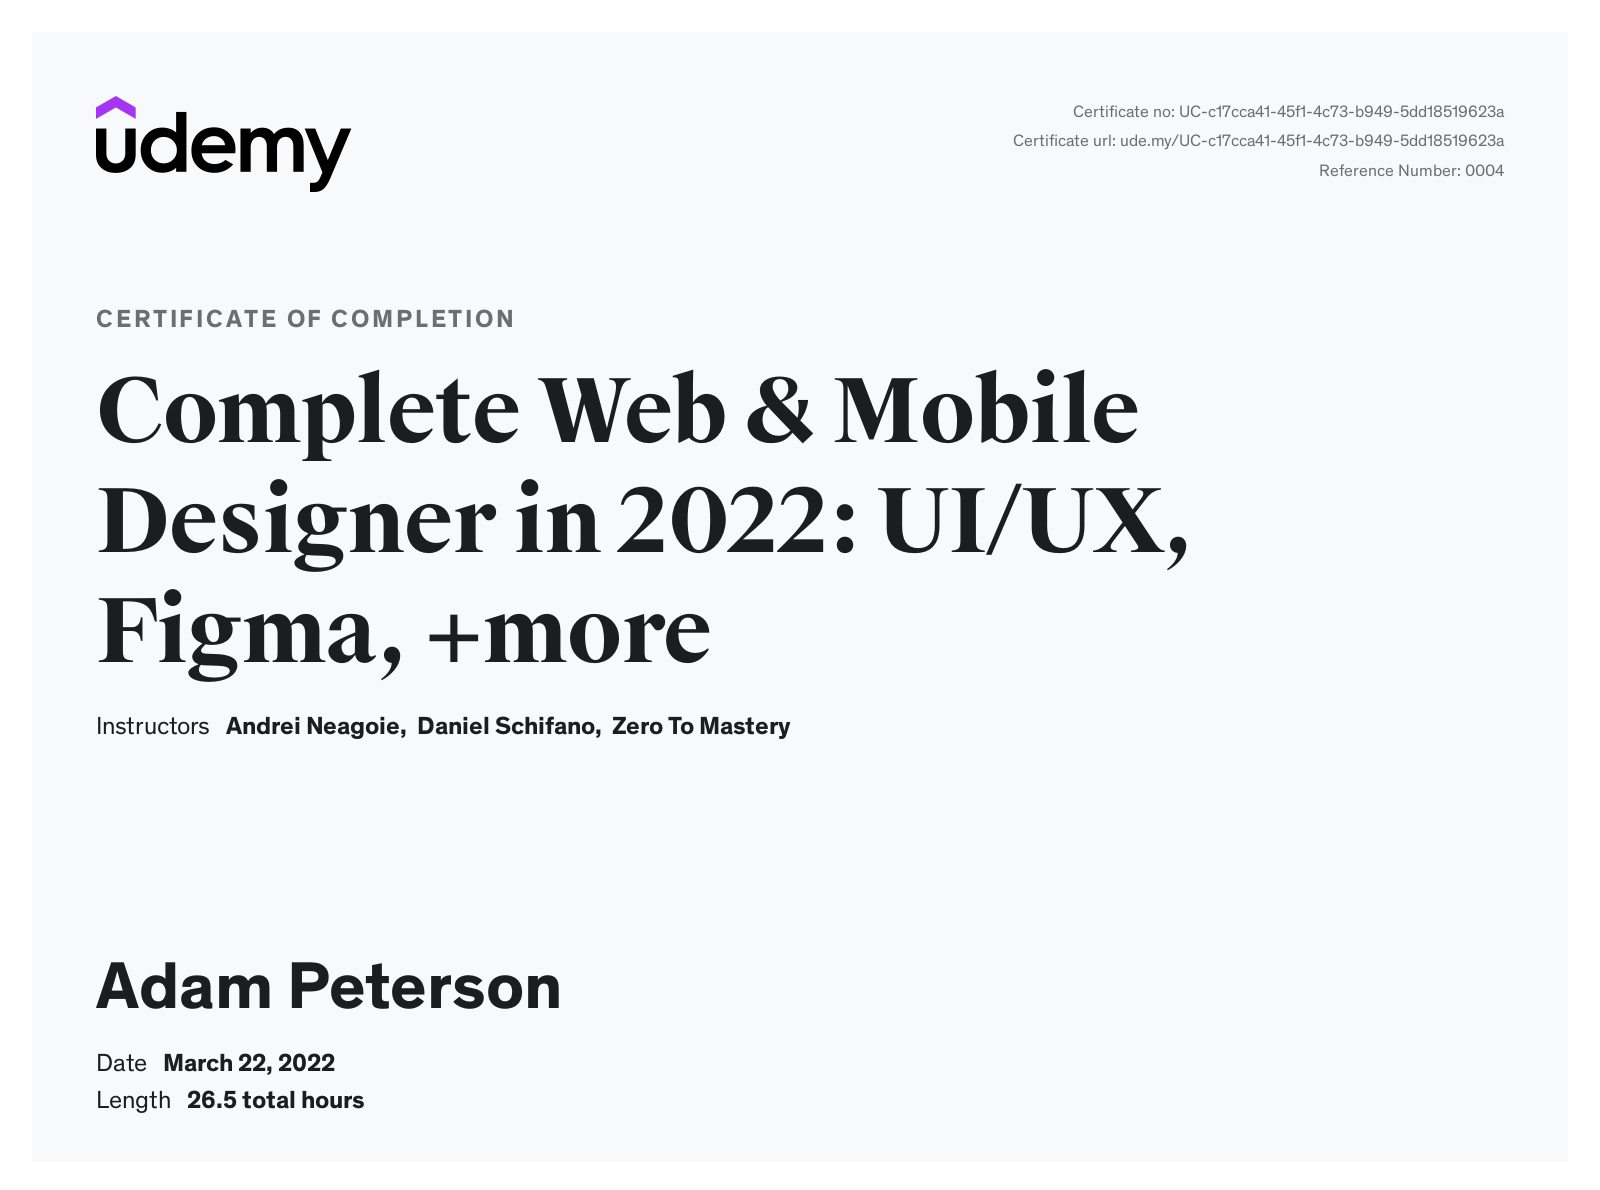 udemy
Certificate no: UC-c17cca41-45f1-4c73-b949-5dd18519623a
Certificate url: ude.my/UC-c17cca41-45f1-4c73-b949-5dd18519623a
Reference Number: 0004
CERTIFICATE OF COMPLETION
Complete Web & Mobile
Designer in 2022: UI/UX,
Figma, +more
Instructors Andrei Neagoie, Daniel Schifano, Zero To Mastery
Adam Peterson
Date March 22, 2022
Length 26.5 total hours